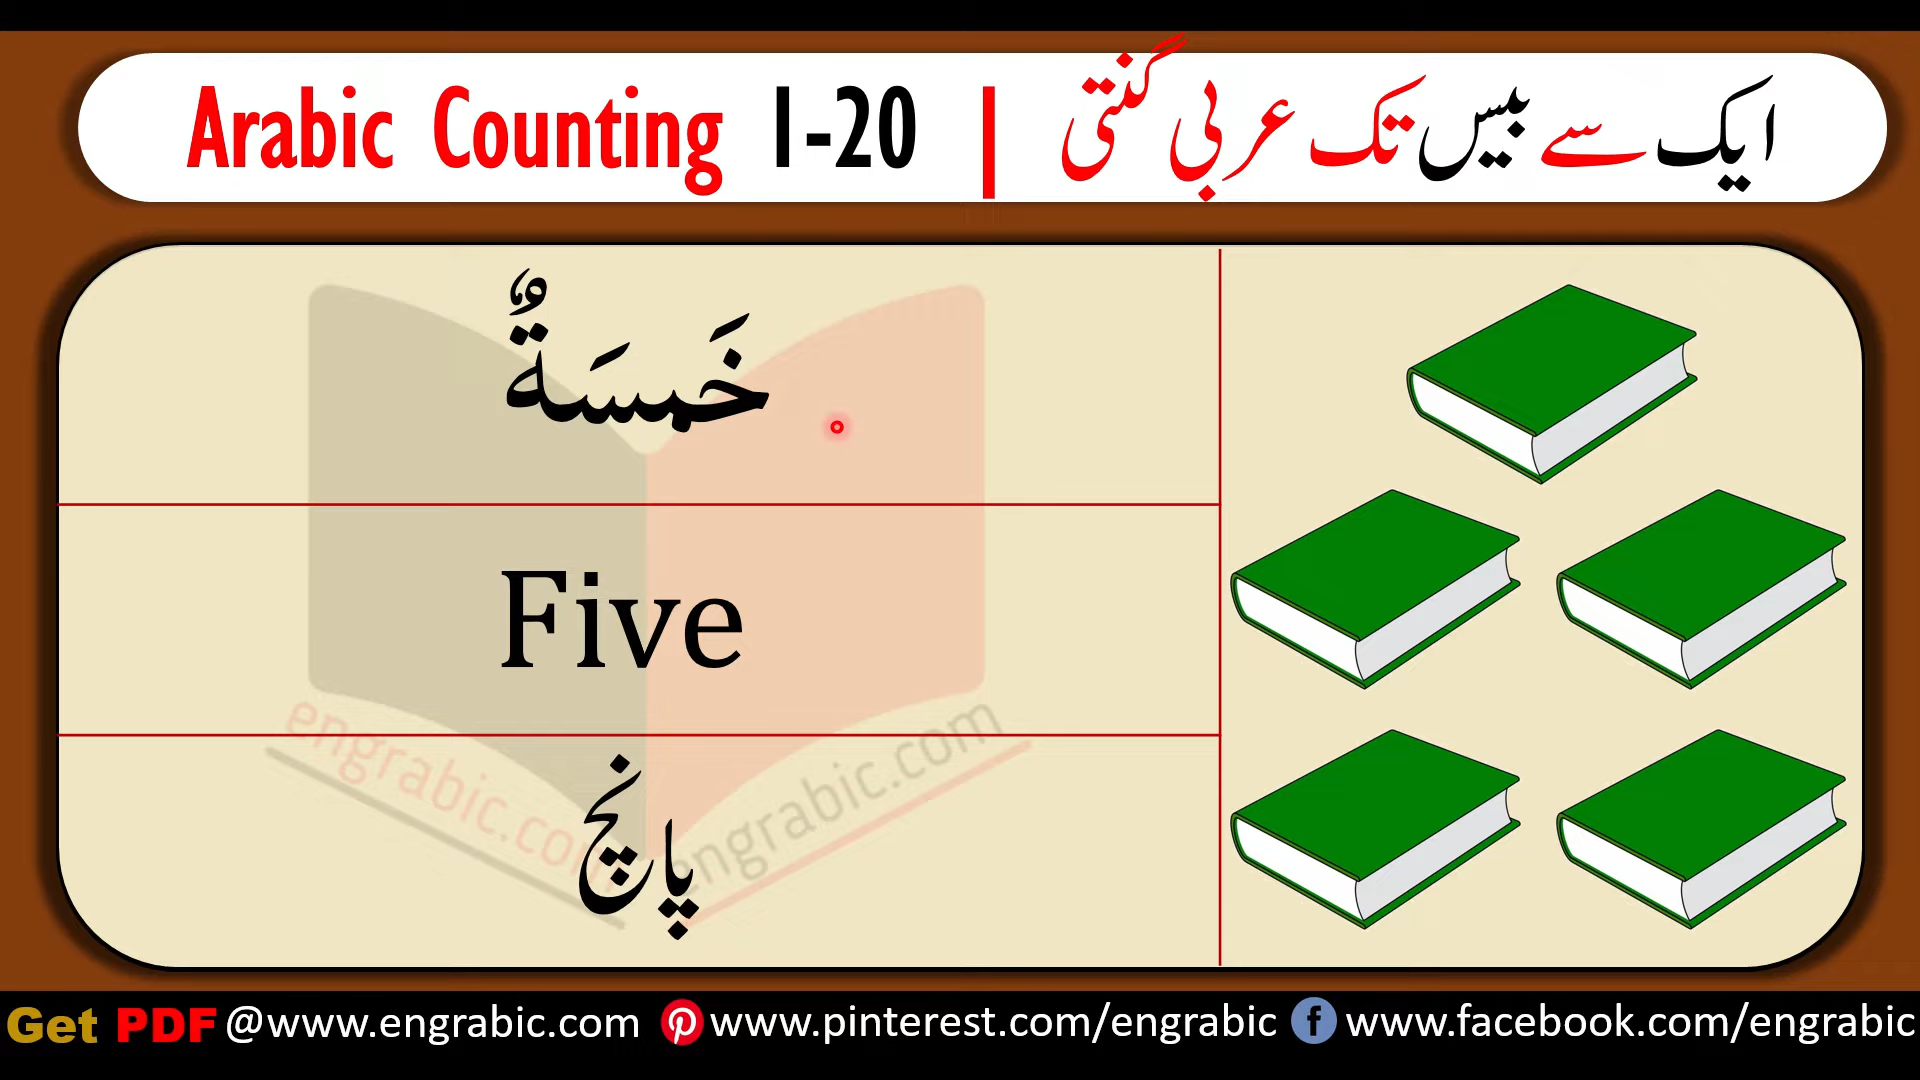 Arabic Counting 1-20 | ایک سے بیس تک عربی گنتی
خَمسَةٌ
Five
پانچ
engrabic.com
engrabic.com
Get PDF @www.engrabic.com www.pinterest.com/engrabic www.facebook.com/engrabic